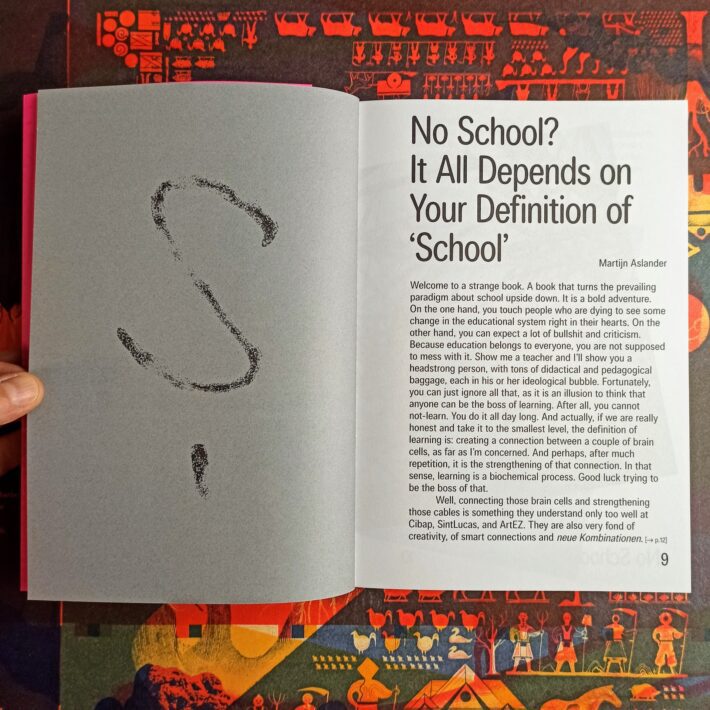 No School?
It All Depends on
Your Definition of
‘School’
Martijn Aslander
Welcome to a strange book. A book that turns the prevailing
paradigm about school upside down. It is a bold adventure.
On the one hand, you touch people who are dying to see some
change in the educational system right in their hearts. On the
other hand, you can expect a lot of bullshit and criticism.
Because education belongs to everyone, you are not supposed
to mess with it. Show me a teacher and I’ll show you a
headstrong person, with tons of didactical and pedagogical
baggage, each in his or her ideological bubble. Fortunately,
you can just ignore all that, as it is an illusion to think that
anyone can be the boss of learning. After all, you cannot
not-learn. You do it all day long. And actually, if we are really
honest and take it to the smallest level, the definition of
learning is: creating a connection between a couple of brain
cells, as far as I’m concerned. And perhaps, after much
repetition, it is the strengthening of that connection. In that
sense, learning is a biochemical process. Good luck trying to
be the boss of that.
Well, connecting those brain cells and strengthening
those cables is something they understand only too well at
Cibap, SintLucas, and ArtEZ. They are also very fond of
creativity, of smart connections and neue Kombinationen. [→ p.12]
9